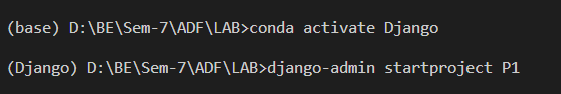 (base) D:\BE\Sem-7\ADF\LAB>conda activate Django
(Django) D:\BE\Sem-7\ADF\LAB>django-admin startproject P1